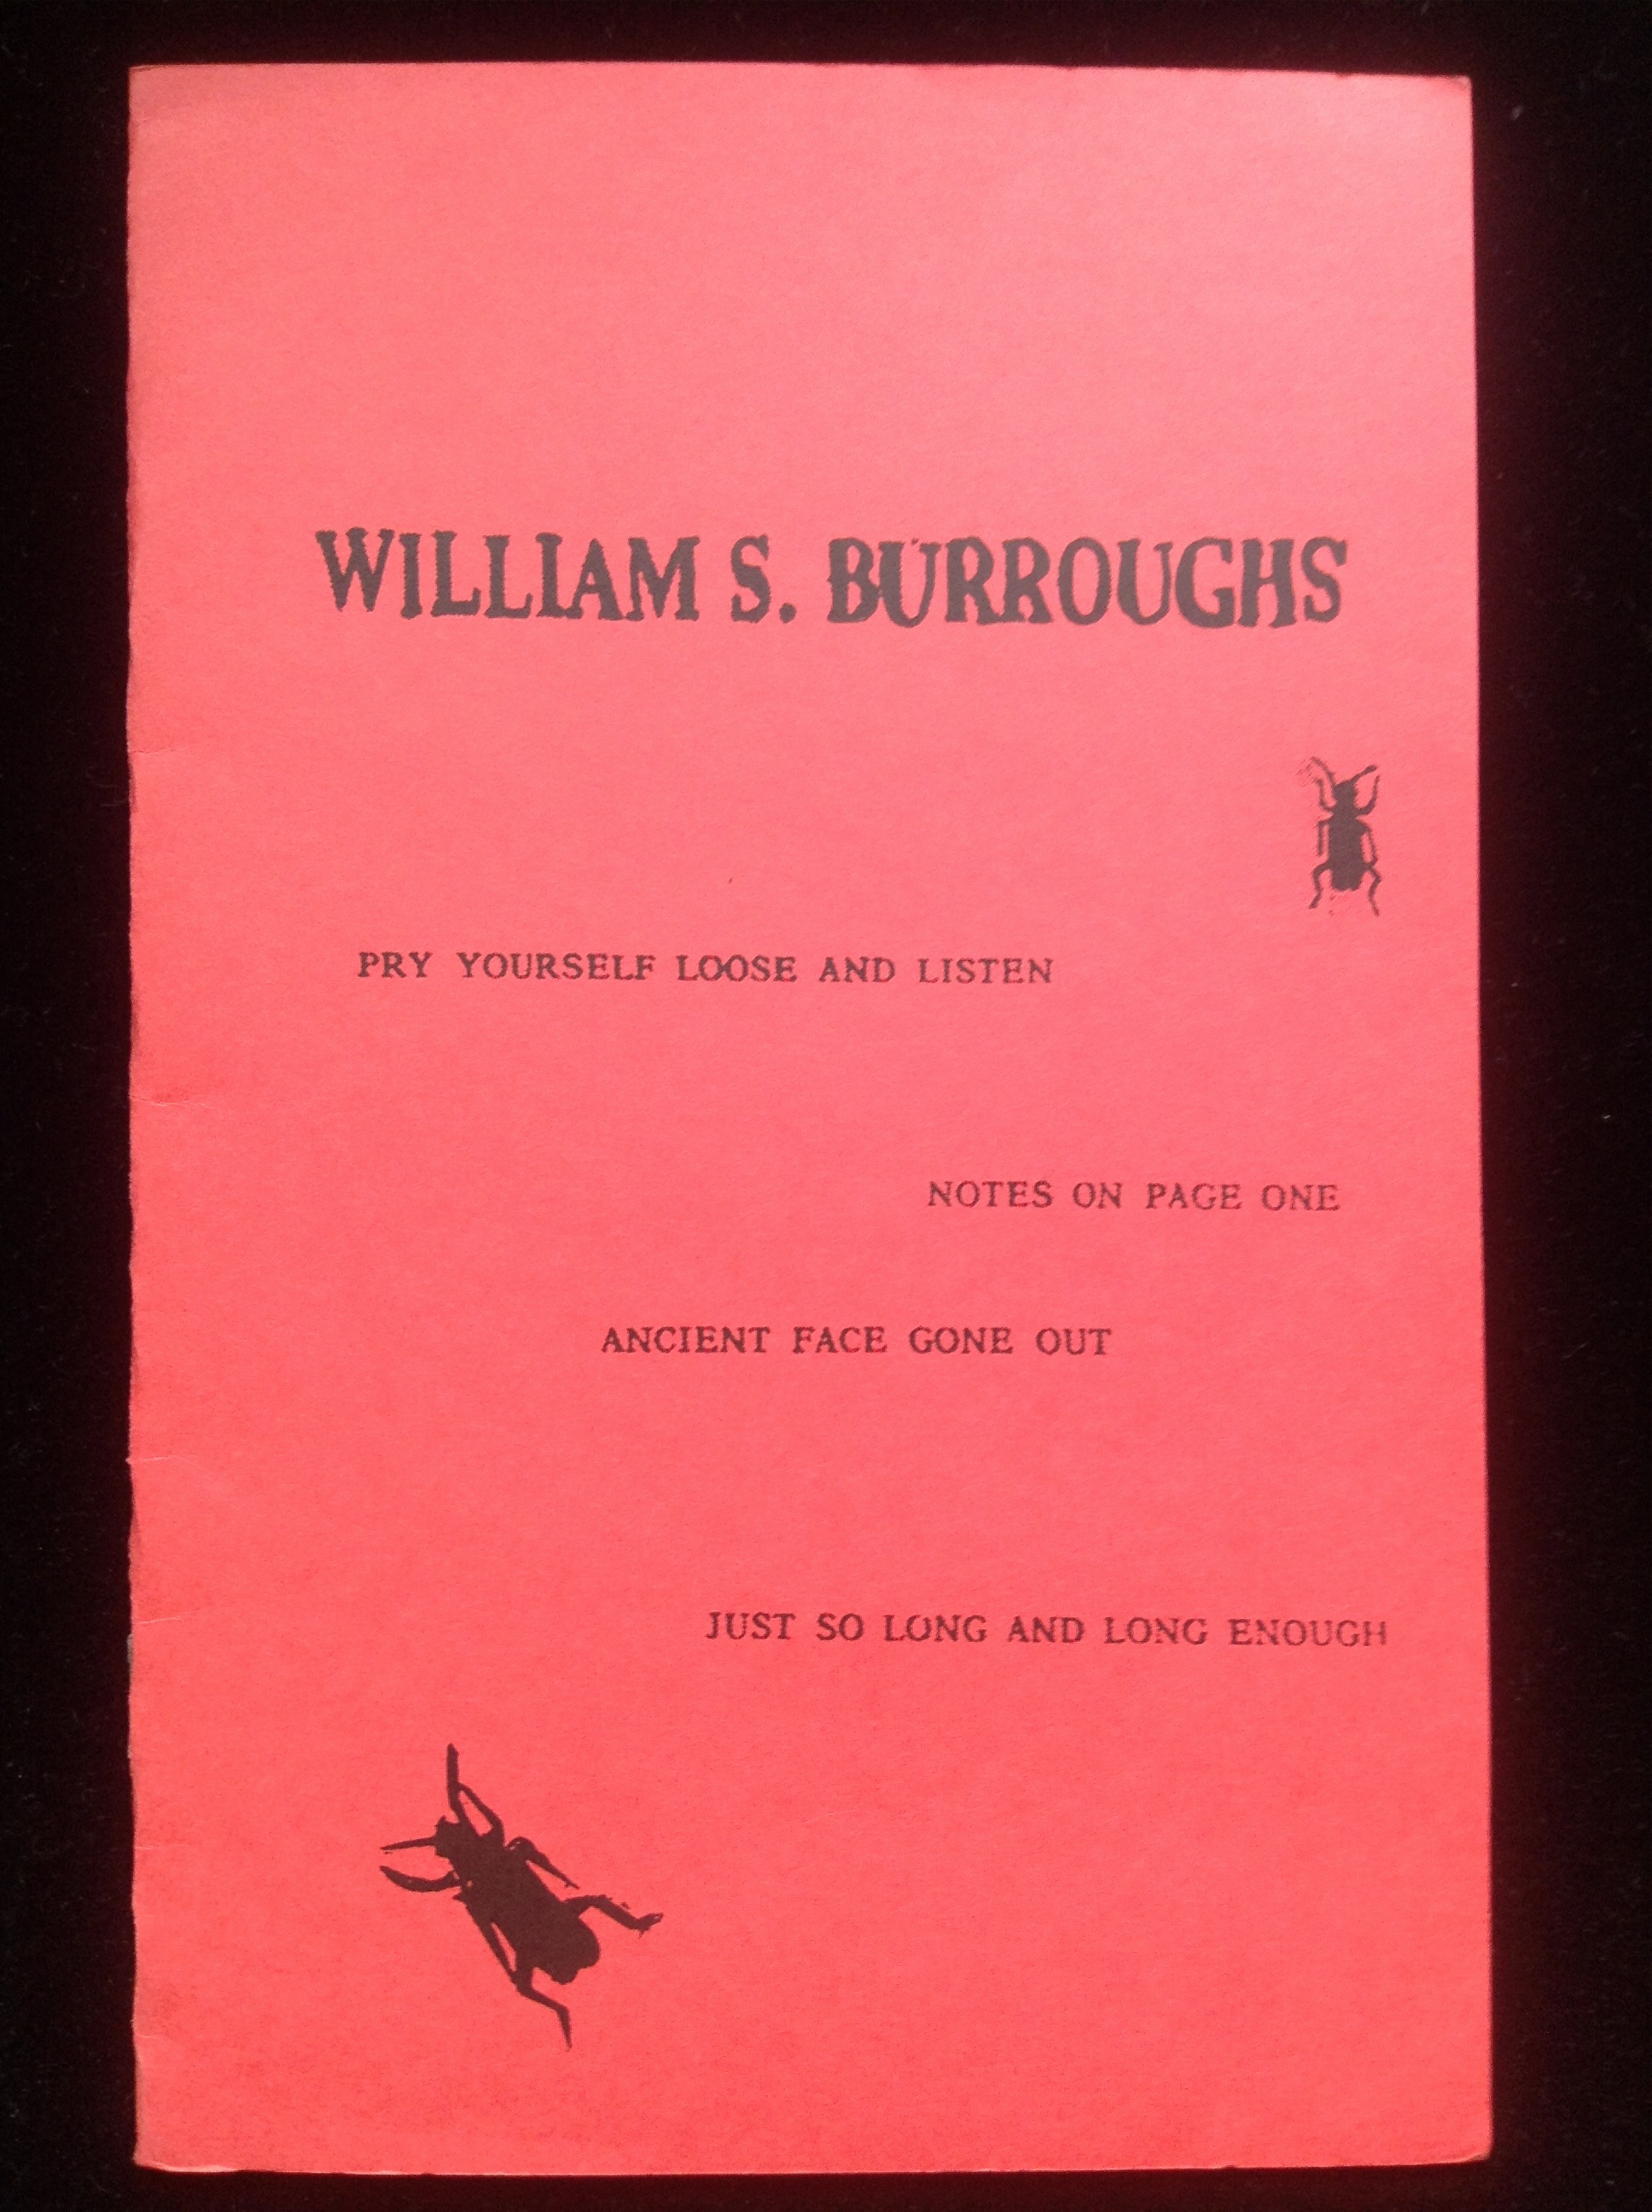 WILLIAM S. BURROUGHS
PRY YOURSELF LOOSE AND LISTEN
NOTES ON PAGE ONE
ANCIENT FACE GONE OUT
JUST SO LONG AND LONG ENOUGH